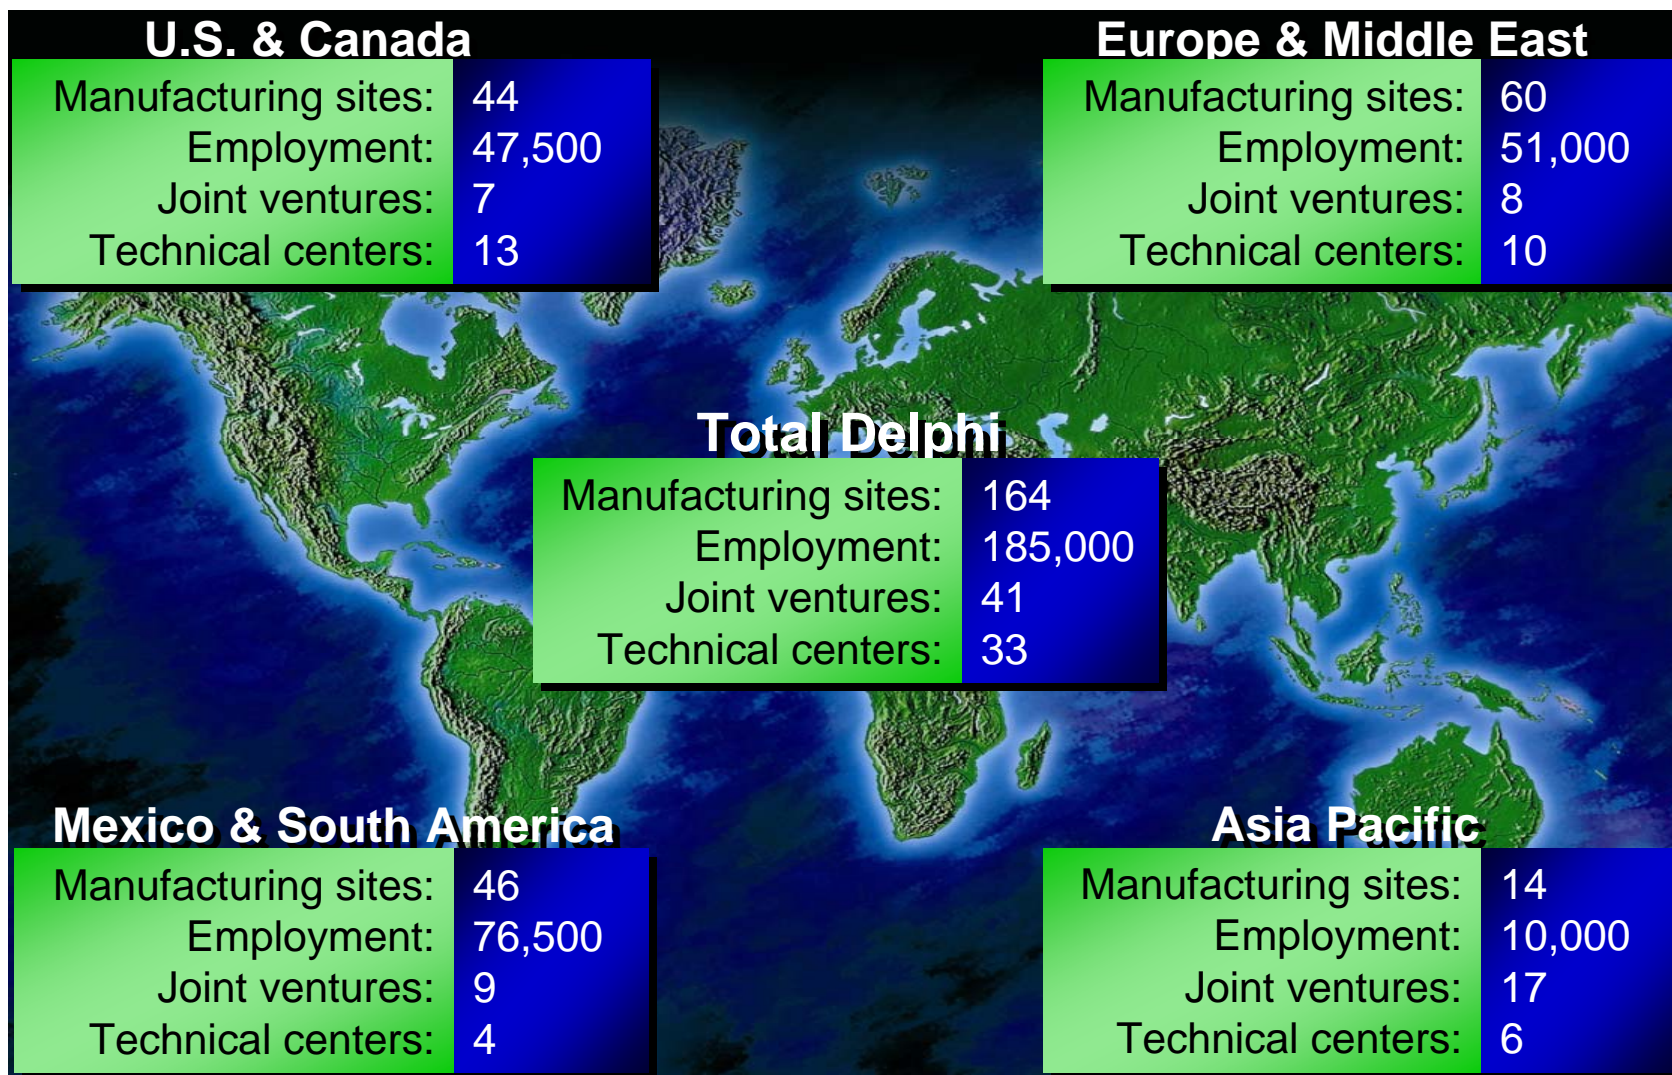 U.S. & Canada
Manufacturing sites: 44
Employment: 47,500
Joint ventures: 7
Technical centers: 13
Europe & Middle East
Manufacturing sites: 60
Employment: 51,000
Joint ventures: 8
Technical centers: 10
Total Delphi
Manufacturing sites: 164
Employment: 185,000
Joint ventures: 41
Technical centers: 33
Mexico & South America
Manufacturing sites: 46
Employment: 76,500
Joint ventures: 9
Technical centers: 4
Asia Pacific
Manufacturing sites: 14
Employment: 10,000
Joint ventures: 17
Technical centers: 6